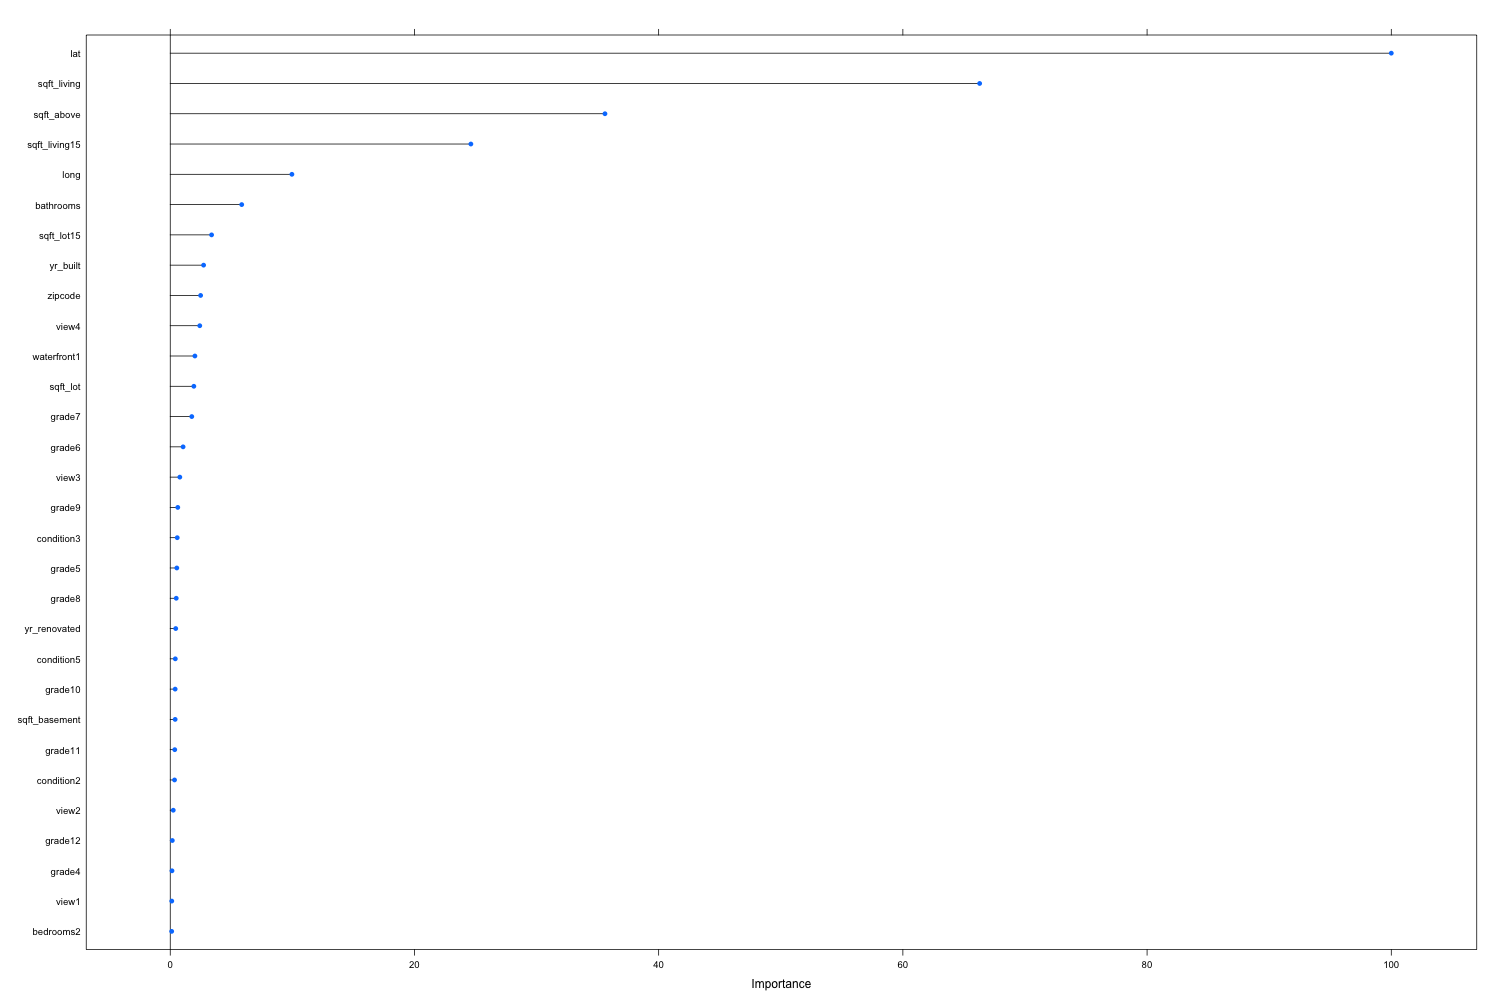 lat
sqft_living
sqft_above
sqft_living15
long
bathrooms
sqft_lot15
yr_built
zipcode
view4
waterfront1
sqft_lot
grade7
grade6
view3
grade9
condition3
grade5
grade8
yr_renovated
condition5
grade10
sqft_basement
grade11
condition2
view2
grade12
grade4
view1
bedrooms2
0 20 40 60 80 100
Importance